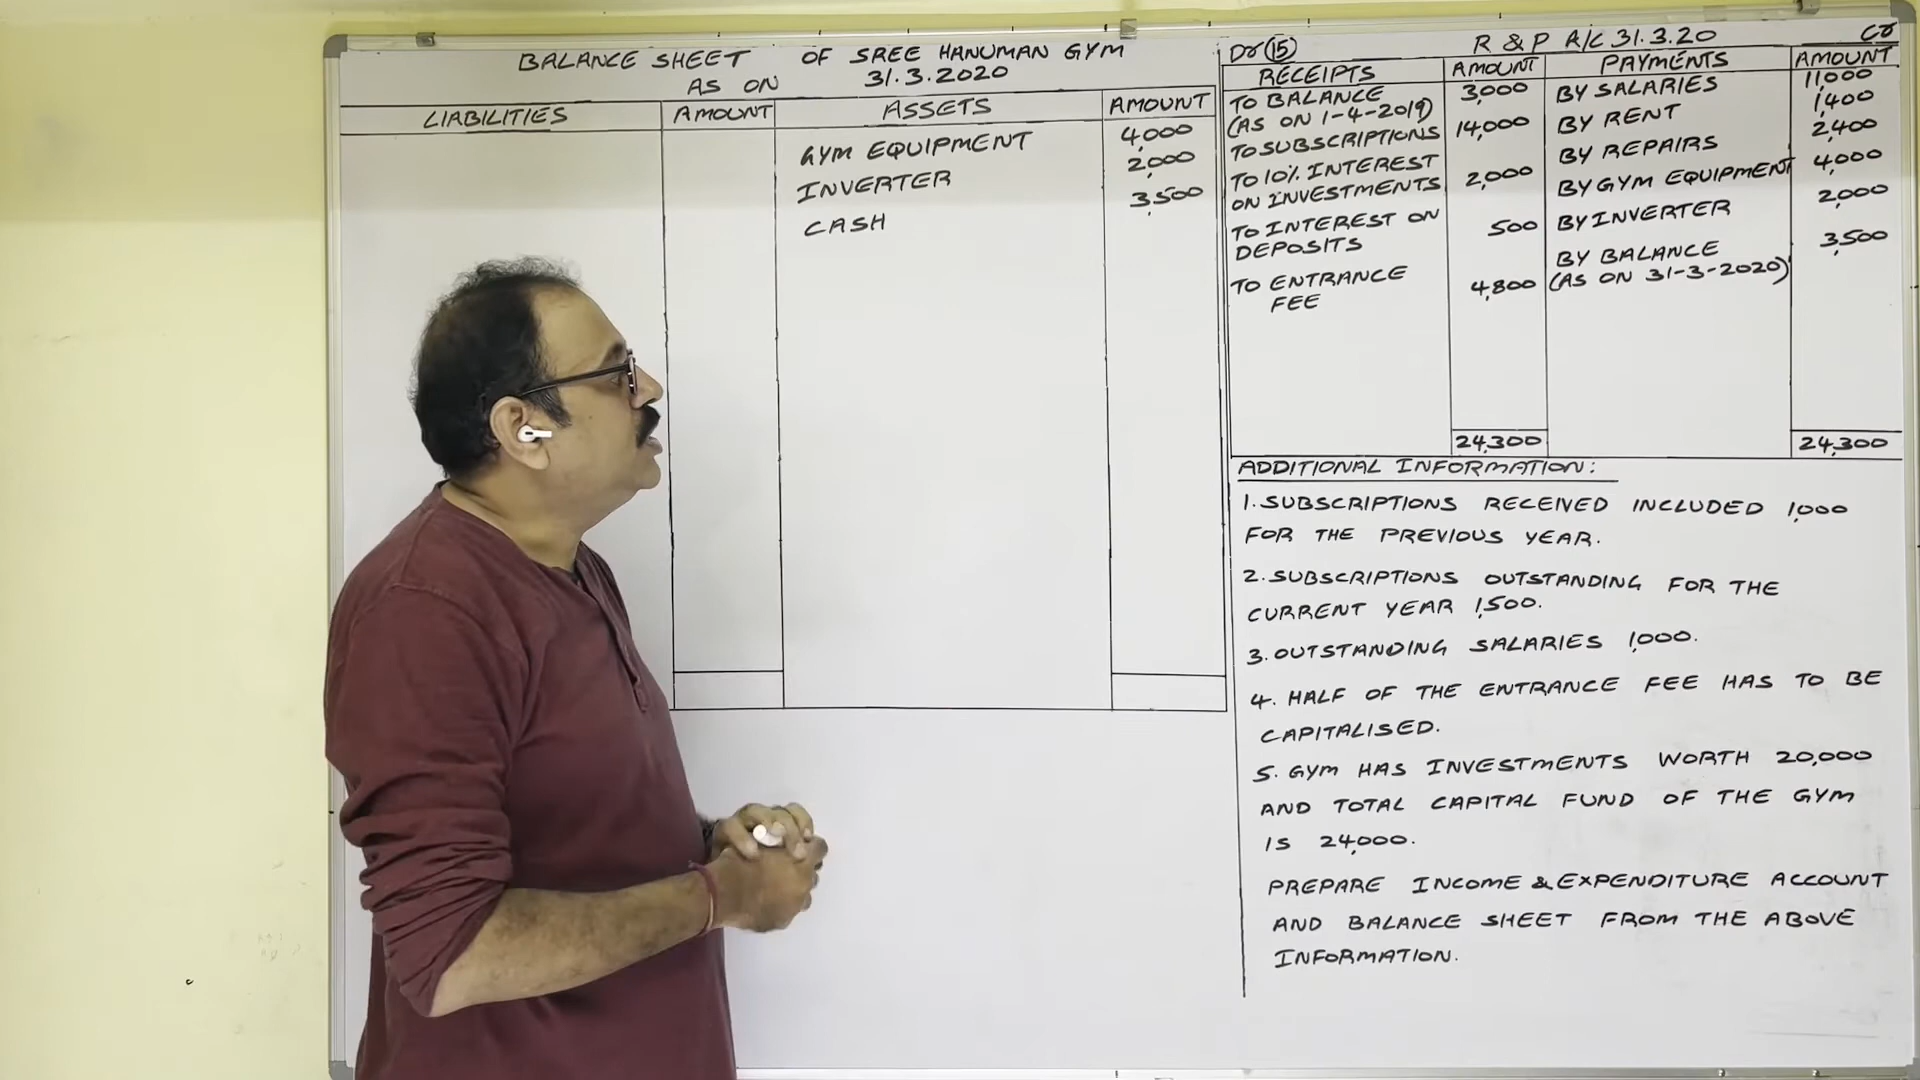 BALANCE SHEET OF SREE HANUMAN GYM
AS ON 31.3.2020
LIABILITIES AMOUNT ASSETS AMOUNT
GYM EQUIPMENT 4,000
INVERTER 2,000
CASH 3,500
Dr (15) R & P A/C 31.3.20 Cr
RECEIPTS AMOUNT PAYMENTS AMOUNT
TO BALANCE 3,000 BY SALARIES 11,000
(AS ON 1-4-2019)
TO SUBSCRIPTIONS 14,000 BY RENT 1,400
TO 10% INTEREST BY REPAIRS 2,400
ON INVESTMENTS 2,000 BY GYM EQUIPMENT 4,000
TO INTEREST ON 500 BY INVERTER 2,000
DEPOSITS BY BALANCE 3,500
TO ENTRANCE 4,800 (AS ON 31-3-2020)
FEE
24,300 24,300
ADDITIONAL INFORMATION:
1. SUBSCRIPTIONS RECEIVED INCLUDED 1,000
FOR THE PREVIOUS YEAR.
2. SUBSCRIPTIONS OUTSTANDING FOR THE
CURRENT YEAR 1,500.
3. OUTSTANDING SALARIES 1,000.
4. HALF OF THE ENTRANCE FEE HAS TO BE
CAPITALISED.
5. GYM HAS INVESTMENTS WORTH 20,000
AND TOTAL CAPITAL FUND OF THE GYM
IS 24,000.
PREPARE INCOME & EXPENDITURE ACCOUNT
AND BALANCE SHEET FROM THE ABOVE
INFORMATION.